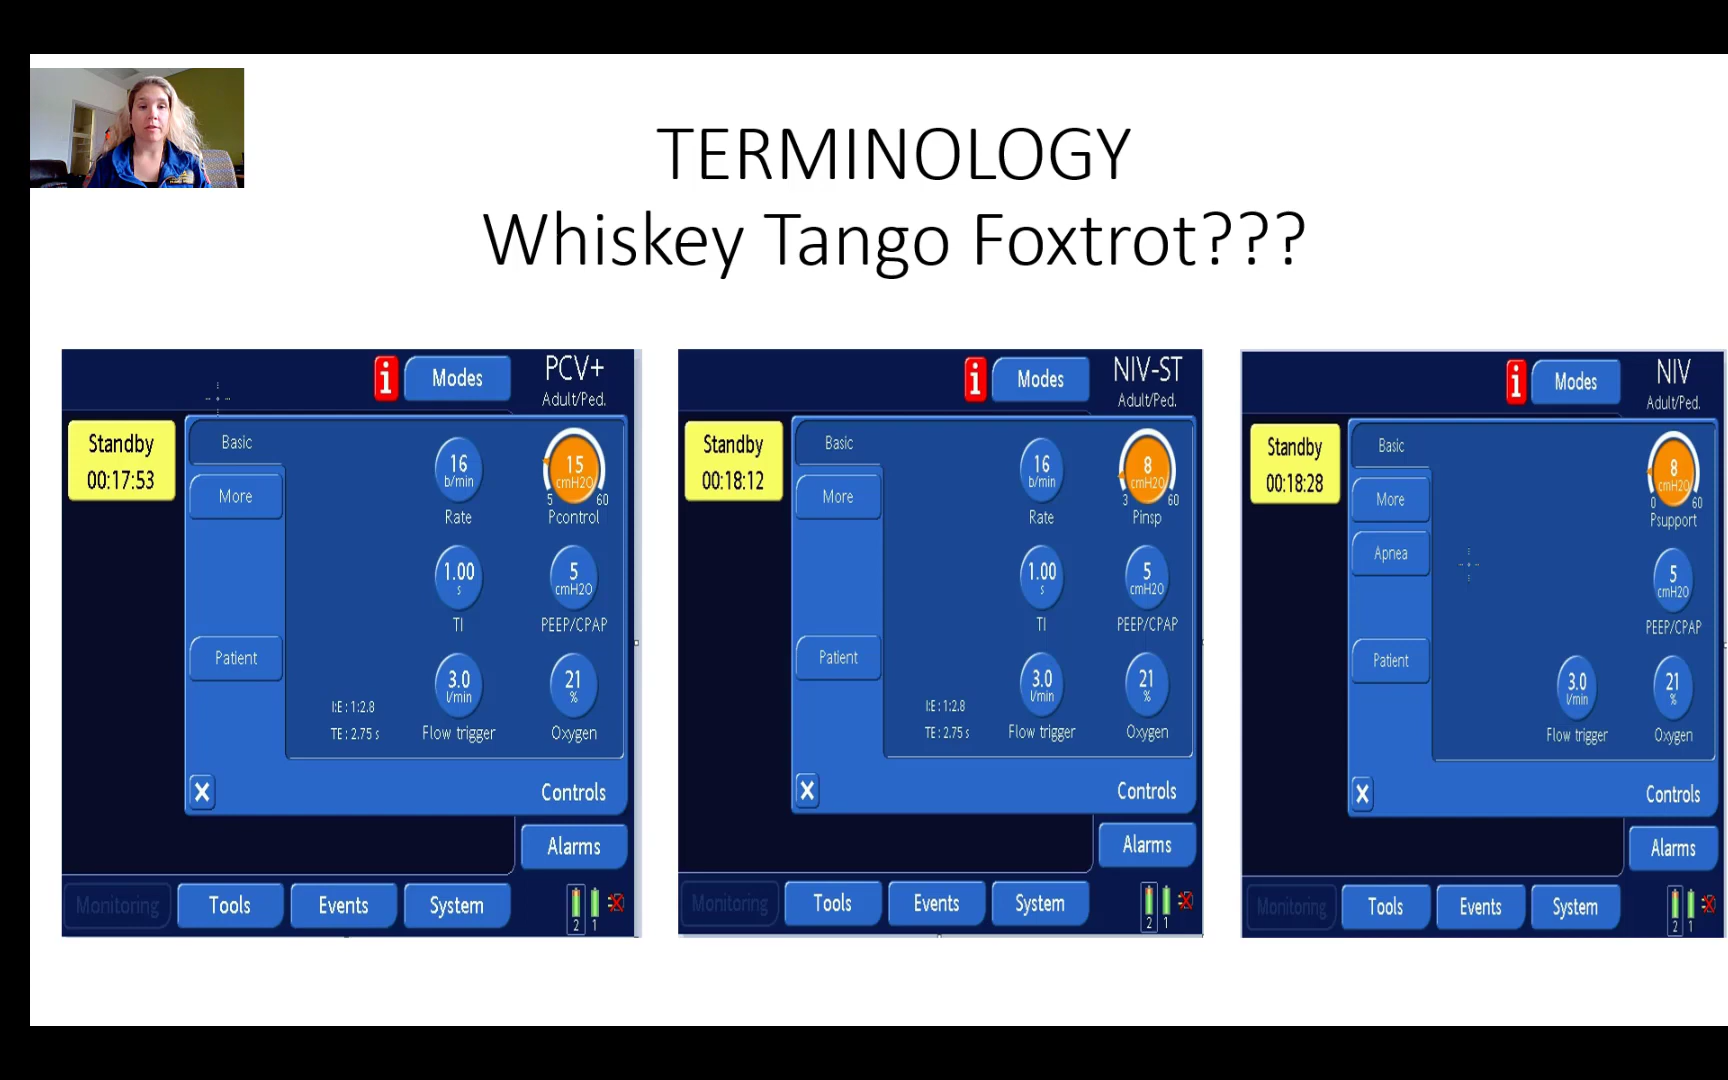 TERMINOLOGY
Whiskey Tango Foxtrot???
i
Modes
PCV+
Adult/Ped.
Standby
00:17:53
Basic
More
Patient
16
b/min
Rate
15
cmH2O
5
60
Pcontrol
1.00
s
TI
5
cmH2O
PEEP/CPAP
3.0
l/min
Flow trigger
21
%
Oxygen
I:E : 1:2.8
TE : 2.75 s
X
Controls
Alarms
Monitoring
Tools
Events
System
2
1
i
Modes
NIV-ST
Adult/Ped.
Standby
00:18:12
Basic
More
Patient
16
b/min
Rate
8
cmH2O
3
60
Pinsp
1.00
s
TI
5
cmH2O
PEEP/CPAP
3.0
l/min
Flow trigger
21
%
Oxygen
I:E : 1:2.8
TE : 2.75 s
X
Controls
Alarms
Monitoring
Tools
Events
System
2
1
i
Modes
NIV
Adult/Ped.
Standby
00:18:28
Basic
More
Apnea
Patient
8
cmH2O
0
60
Psupport
5
cmH2O
PEEP/CPAP
3.0
l/min
Flow trigger
21
%
Oxygen
X
Controls
Alarms
Monitoring
Tools
Events
System
2
1